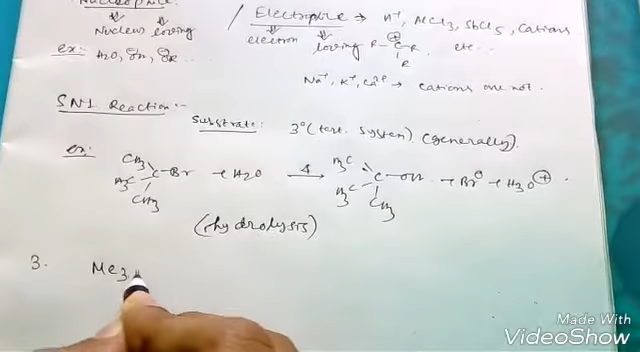 Nucleophile:
/ Electrophile → H⁺, AlCl3, SbCl5, Cations
Nucleus loving
electron loving R–C–R etc...
⊕
R
ex: H2O,
Na⁺, K⁺, Ca²⁺ → cations are not.
SN1 Reaction:-
Substrate: 3° (tert. system) (generally).
ex:
CH3 H3C
H3C C–Br + H2O Δ→ H3C C–OH + Br⊖ + H3O⊕ .
CH3 CH3
(hydrolysis)
3. Me3
Made With
VideoShow